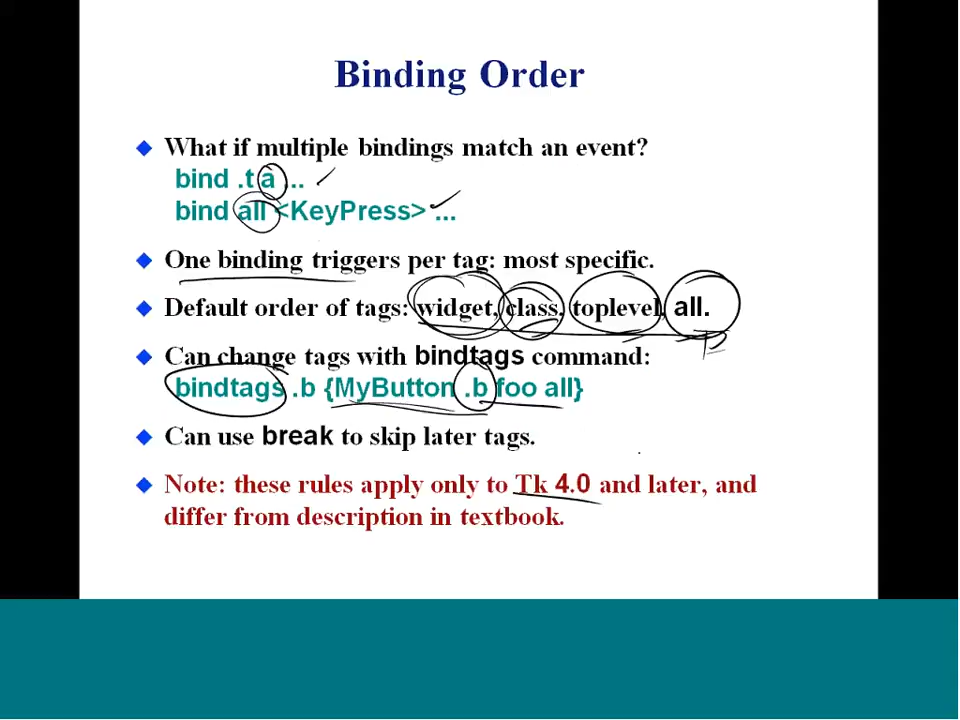 Binding Order
What if multiple bindings match an event?
bind .t a ...
bind all <KeyPress> ...
One binding triggers per tag: most specific.
Default order of tags: widget, class, toplevel, all.
Can change tags with bindtags command:
bindtags .b {MyButton .b foo all}
Can use break to skip later tags.
Note: these rules apply only to Tk 4.0 and later, and
differ from description in textbook.